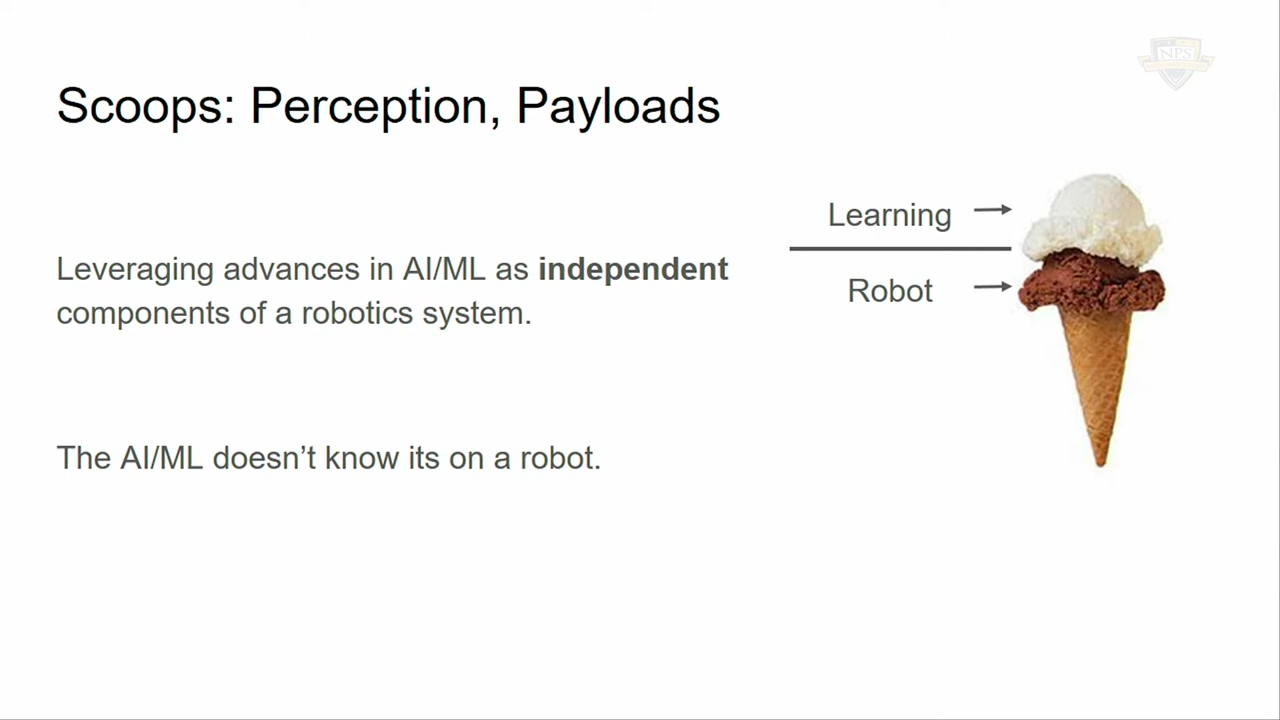 NPS
Scoops: Perception, Payloads
Learning
Leveraging advances in AI/ML as independent
components of a robotics system.
Robot
The AI/ML doesn’t know its on a robot.